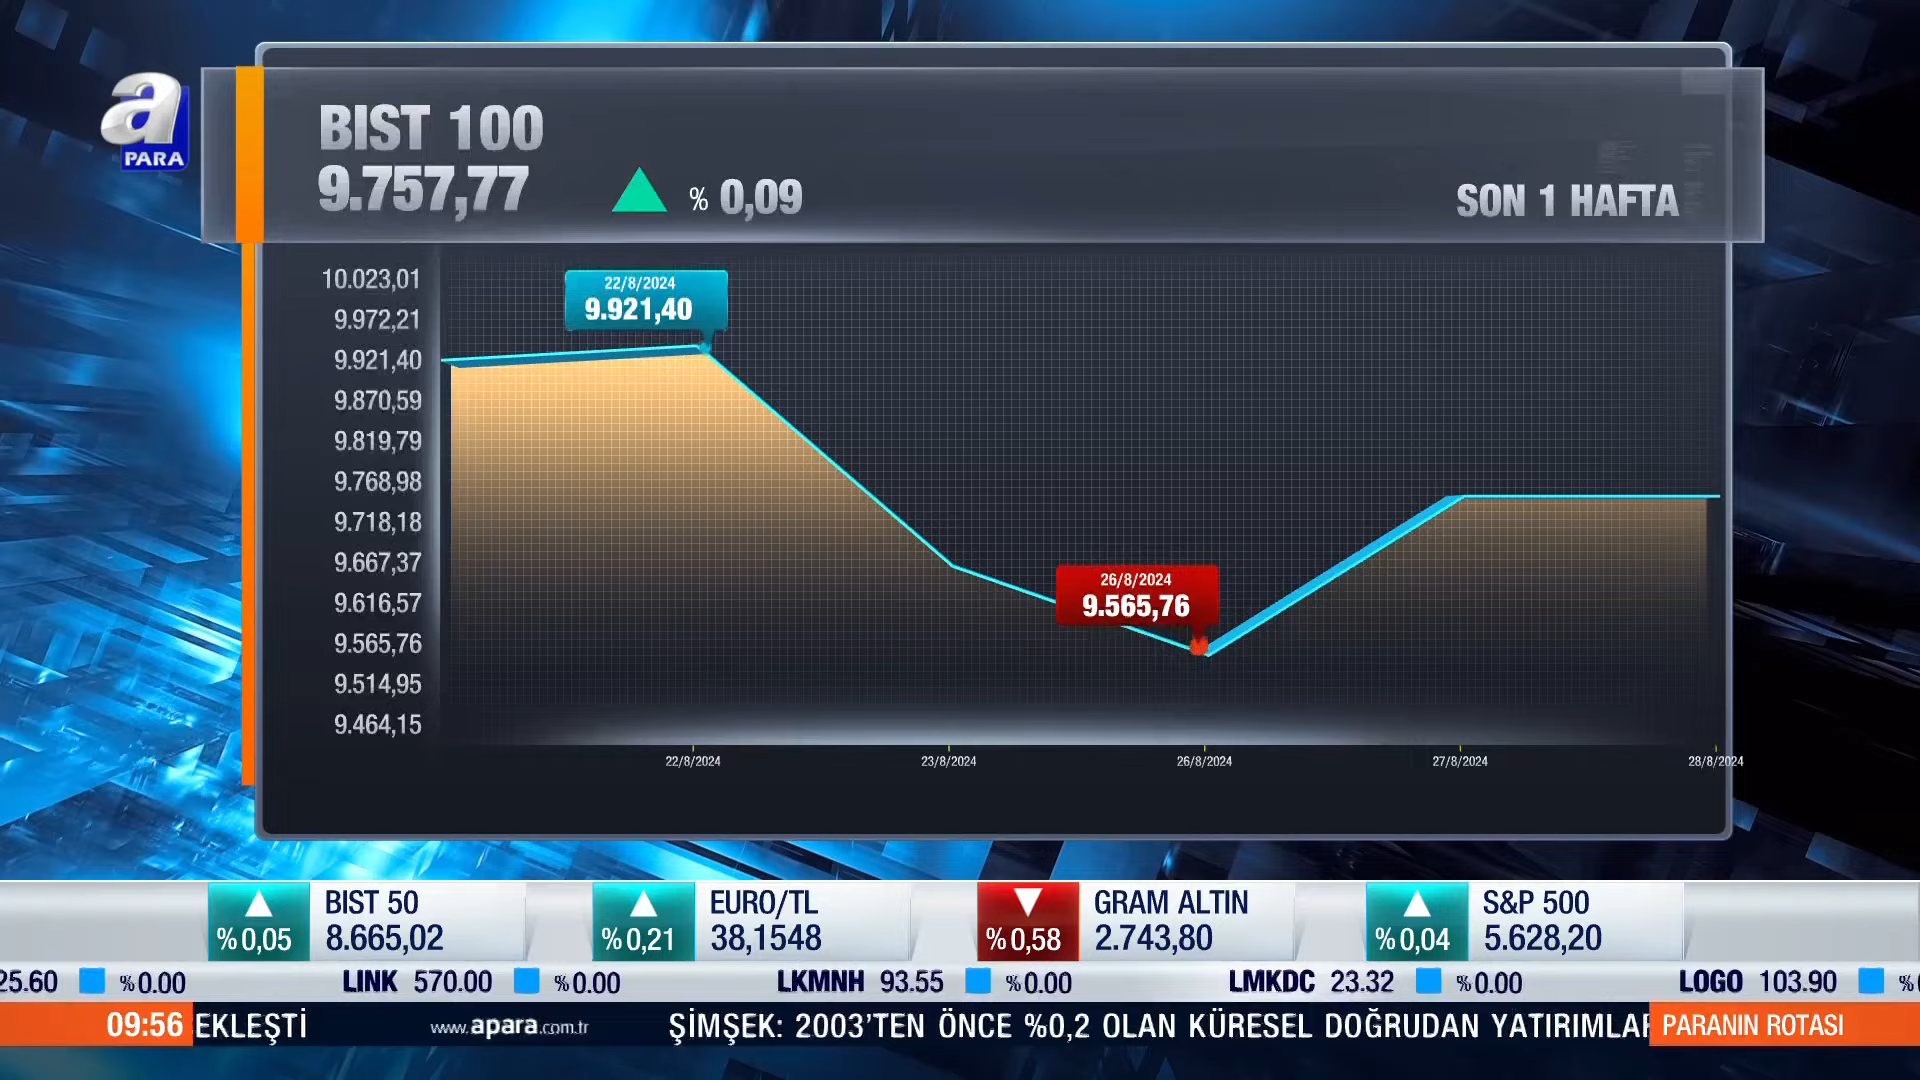 a
PARA
BIST 100
9.757,77
% 0,09
SON 1 HAFTA
10.023,01
9.972,21
9.921,40
9.870,59
9.819,79
9.768,98
9.718,18
9.667,37
9.616,57
9.565,76
9.514,95
9.464,15
22/8/2024
9.921,40
26/8/2024
9.565,76
22/8/2024
23/8/2024
26/8/2024
27/8/2024
28/8/2024
%0,05 BIST 50 8.665,02
%0,21 EURO/TL 38,1548
%0,58 GRAM ALTIN 2.743,80
%0,04 S&P 500 5.628,20
25.60 %0.00 LINK 570.00 %0.00 LKMNH 93.55 %0.00 LMKDC 23.32 %0.00 LOGO 103.90 %
09:56 EKLEŞTİ www.apara.com.tr ŞİMŞEK: 2003'TEN ÖNCE %0,2 OLAN KÜRESEL DOĞRUDAN YATIRIMLA PARANIN ROTASI